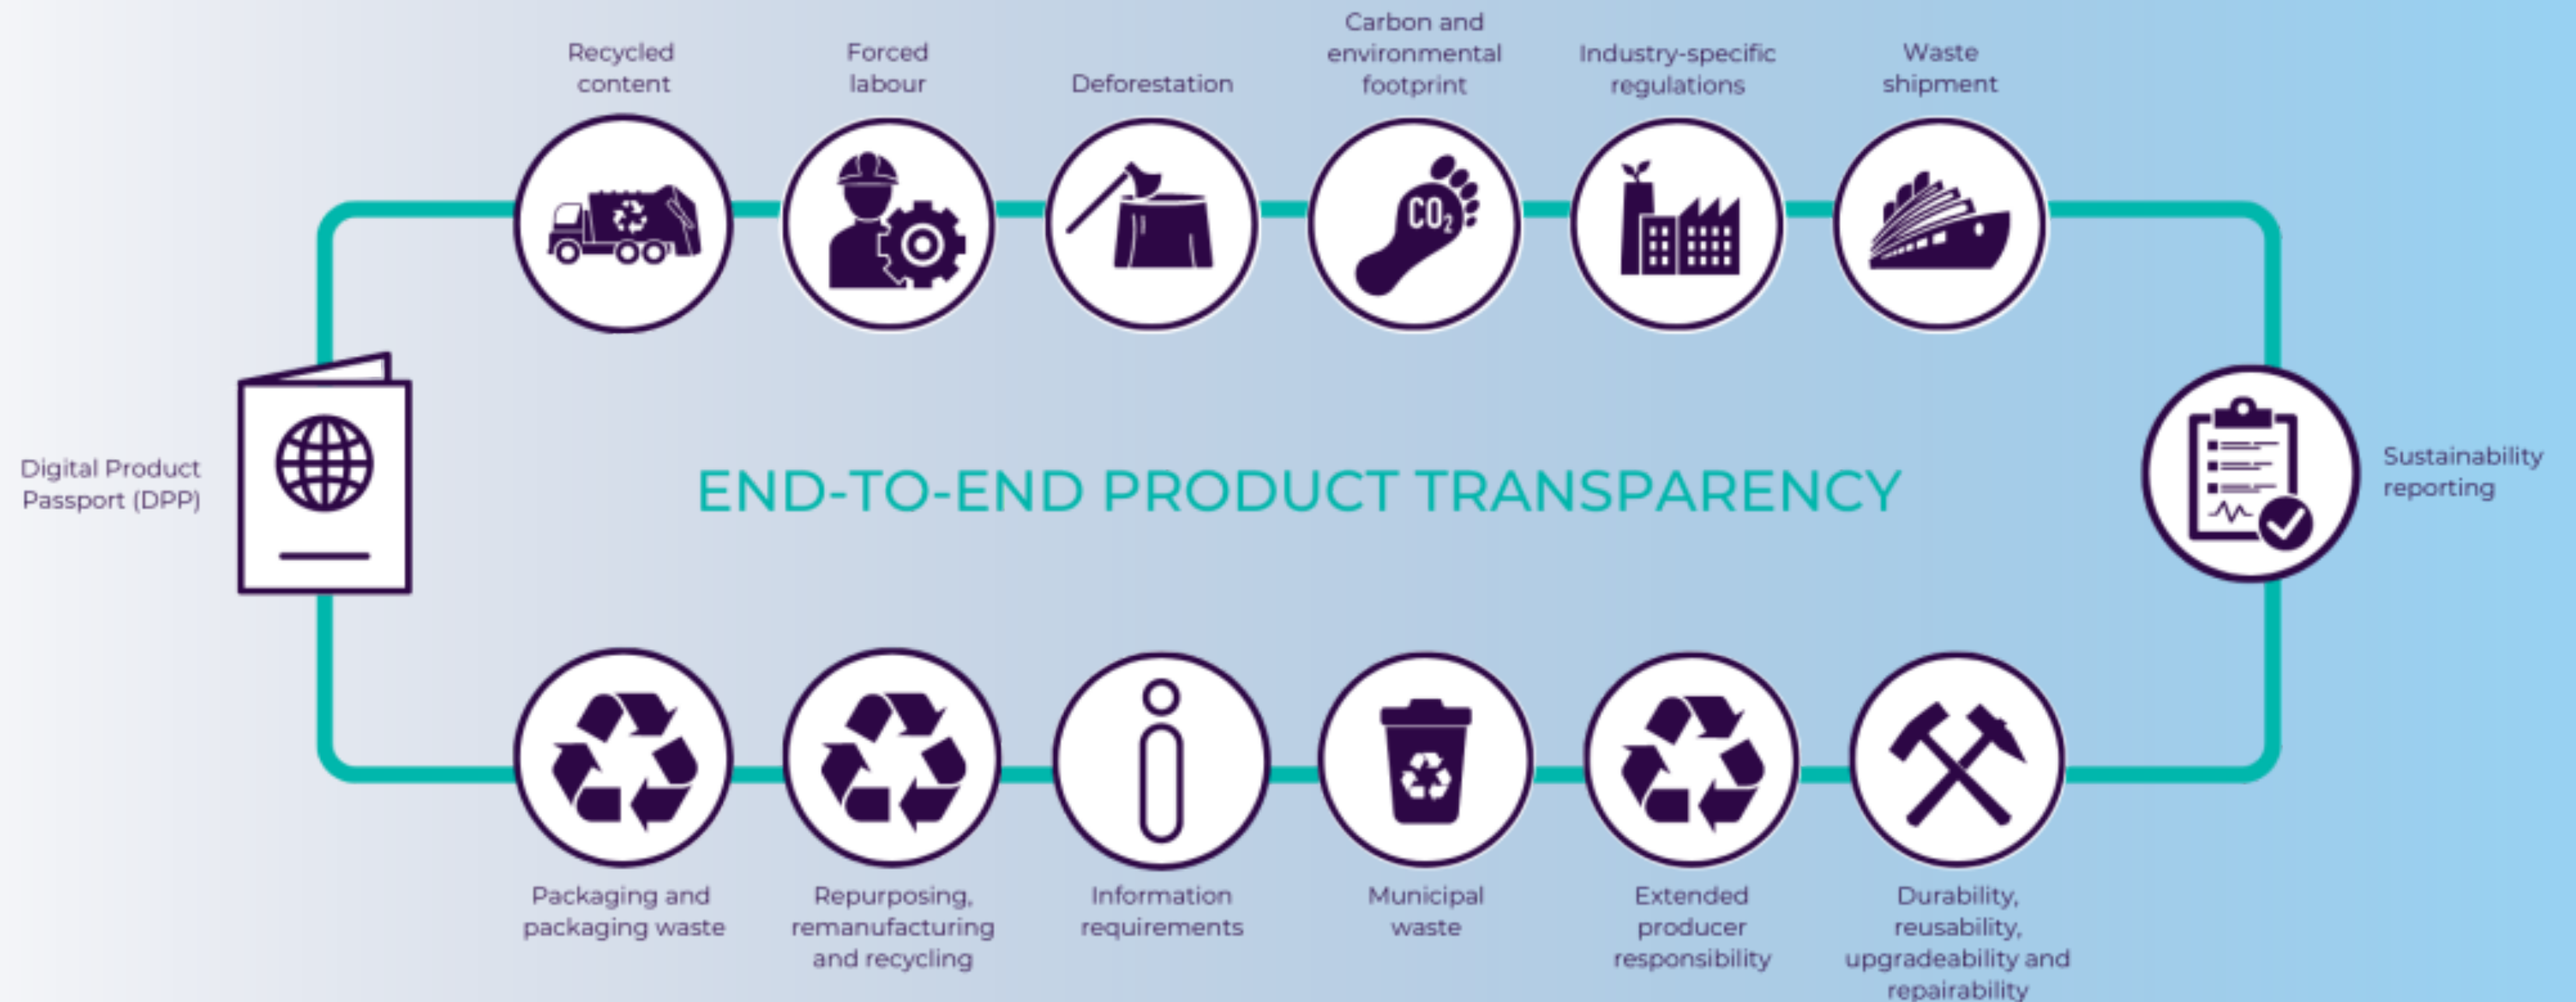 Recycled
content
Forced
labour
Deforestation
Carbon and
environmental
footprint
Industry-specific
regulations
Waste
shipment
CO₂
Digital Product
Passport (DPP)
END-TO-END PRODUCT TRANSPARENCY
Sustainability
reporting
Packaging and
packaging waste
Repurposing,
remanufacturing
and recycling
Information
requirements
Municipal
waste
Extended
producer
responsibility
Durability,
reusability,
upgradeability and
repairability